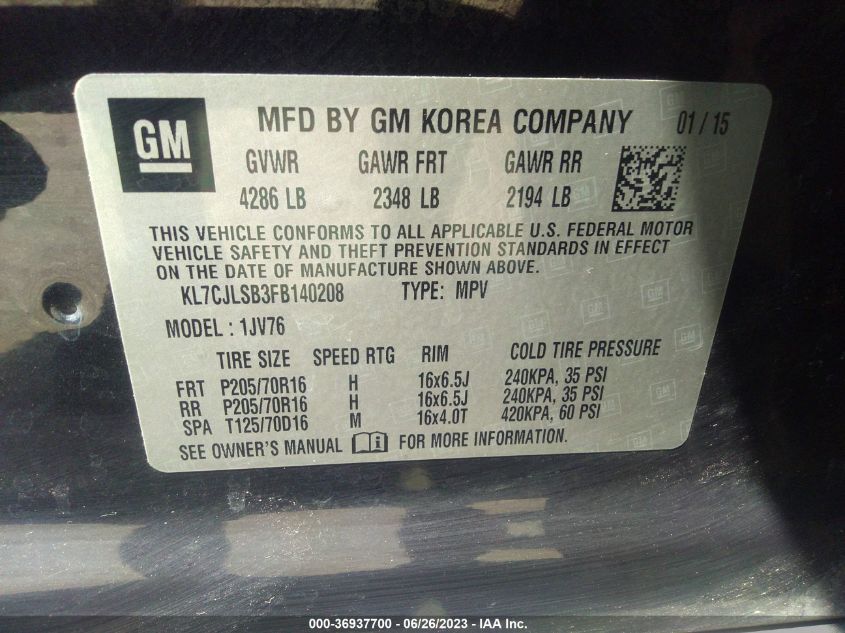 GM
MFD BY GM KOREA COMPANY 01 / 15
GVWR GAWR FRT GAWR RR
4286 LB 2348 LB 2194 LB
THIS VEHICLE CONFORMS TO ALL APPLICABLE U.S. FEDERAL MOTOR
VEHICLE SAFETY AND THEFT PREVENTION STANDARDS IN EFFECT
ON THE DATE OF MANUFACTURE SHOWN ABOVE.
KL7CJLSB3FB140208 TYPE: MPV
MODEL : 1JV76
TIRE SIZE SPEED RTG RIM COLD TIRE PRESSURE
FRT P205/70R16 H 16x6.5J 240KPA, 35 PSI
RR P205/70R16 H 16x6.5J 240KPA, 35 PSI
SPA T125/70D16 M 16x4.0T 420KPA, 60 PSI
SEE OWNER'S MANUAL FOR MORE INFORMATION.
000-36937700 - 06/26/2023 - IAA Inc.